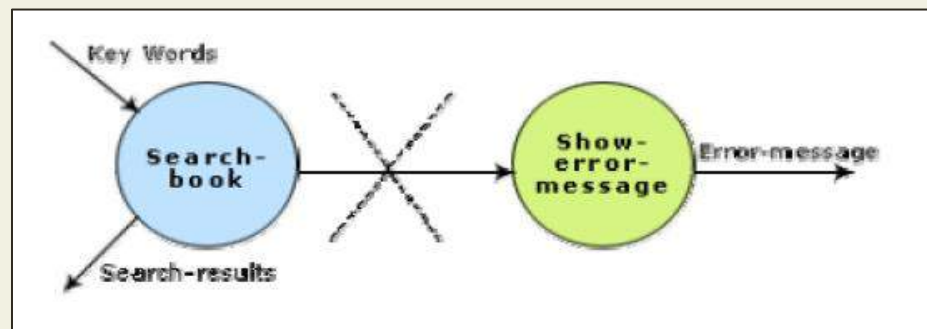 Key Words
Search-
book
Search-results
Show-
error-
message
Error-message